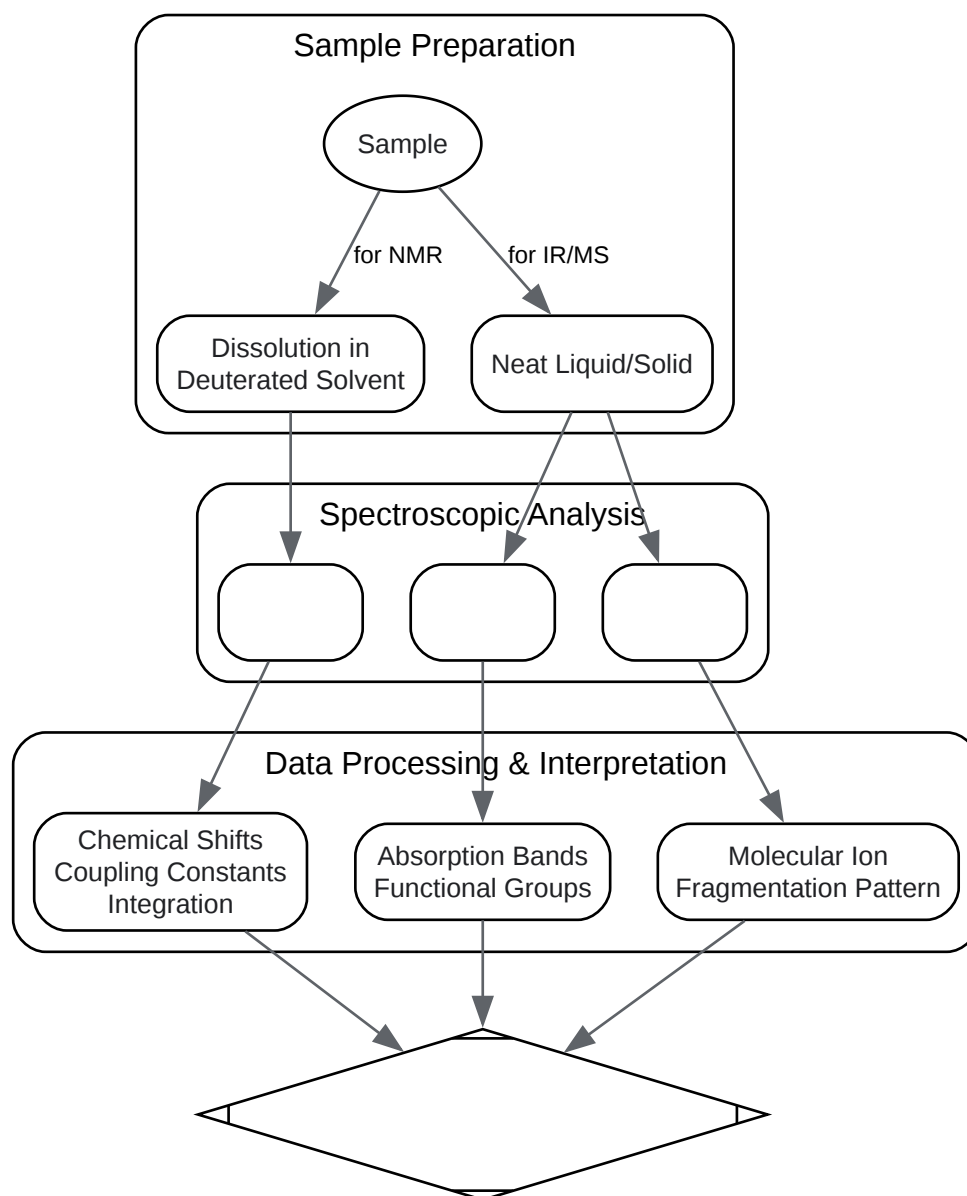 Sample Preparation
Sample
for NMR
for IR/MS
Dissolution in
Deuterated Solvent
Neat Liquid/Solid
Spectroscopic Analysis
Data Processing & Interpretation
Chemical Shifts
Coupling Constants
Integration
Absorption Bands
Functional Groups
Molecular Ion
Fragmentation Pattern